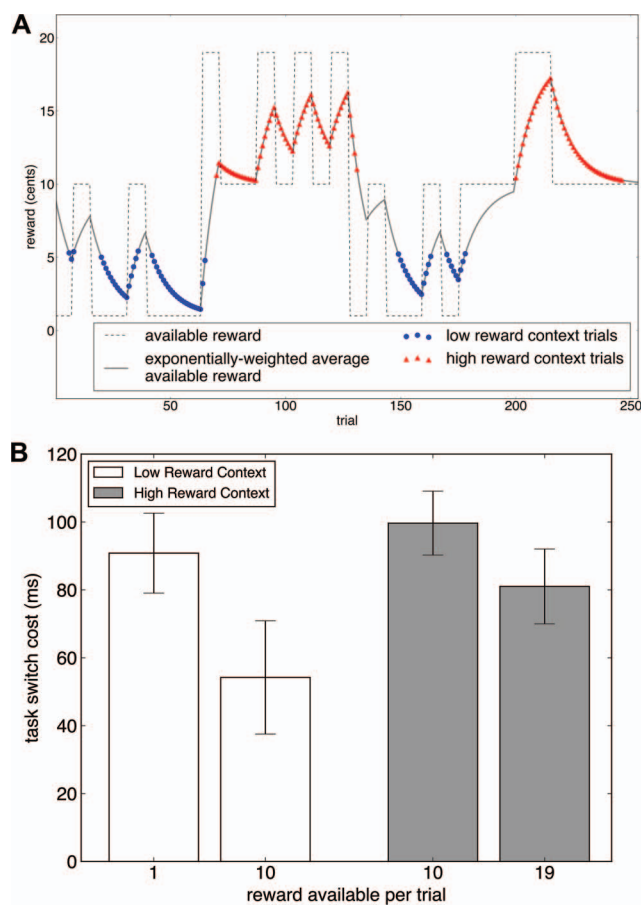 A
20
15
10
5
0
reward (cents)
available reward
exponentially-weighted average
available reward
low reward context trials
high reward context trials
50
100
150
200
250
trial
B
Low Reward Context
High Reward Context
120
100
80
60
40
20
0
task switch cost (ms)
1
10
10
19
reward available per trial